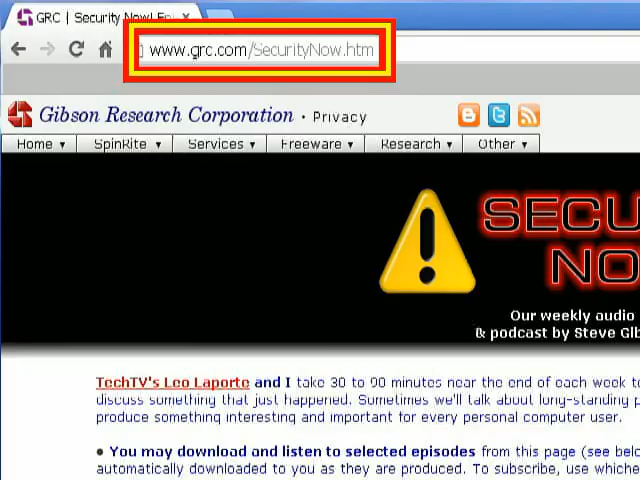 GRC | Security Now! Epi
www.grc.com/SecurityNow.htm
Gibson Research Corporation • Privacy
Home ▾ SpinRite ▾ Services ▾ Freeware ▾ Research ▾ Other ▾
SECU
NO
Our weekly audio
& podcast by Steve Gib
TechTV's Leo Laporte and I take 30 to 90 minutes near the end of each week to
discuss something that just happened. Sometimes we'll talk about long-standing p
produce something interesting and important for every personal computer user.
● You may download and listen to selected episodes from this page (see belo
automatically downloaded to you as they are produced. To subscribe, use whiche